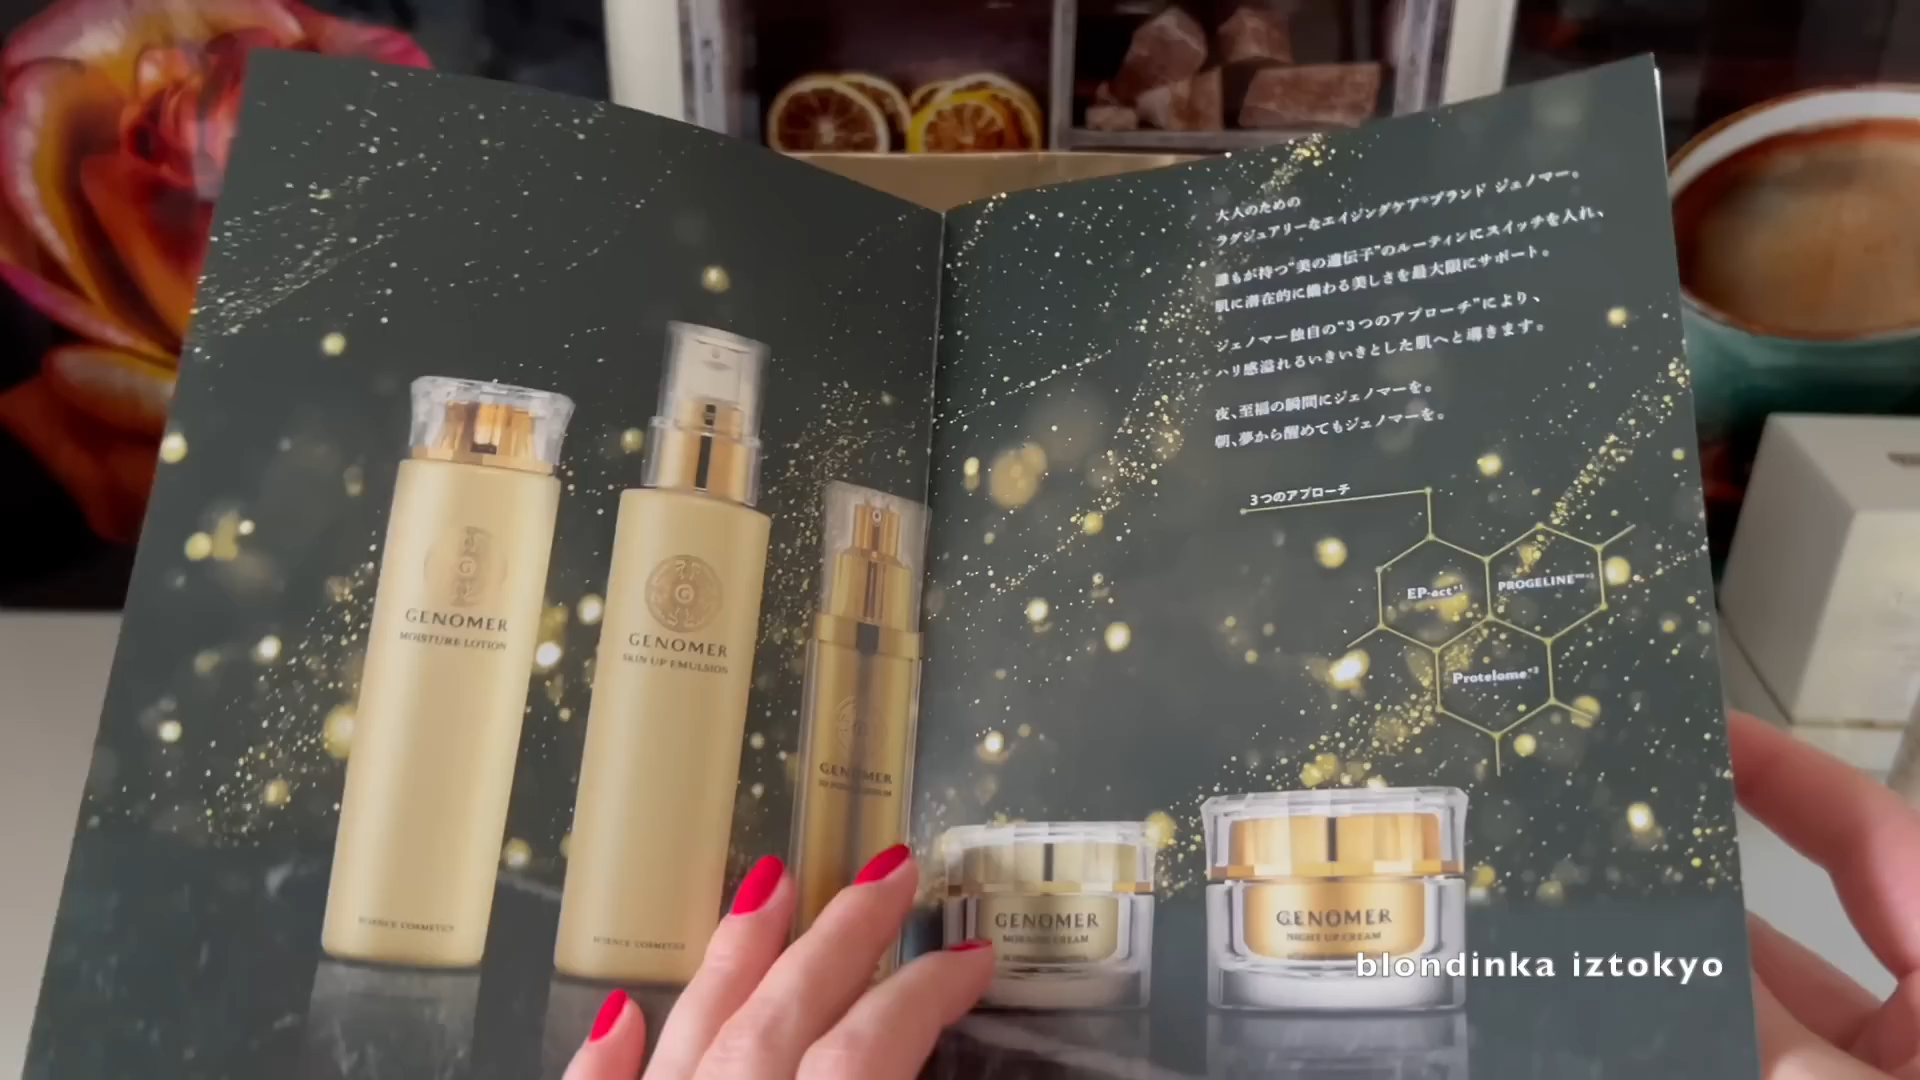 GENOMER
MOISTURE LOTION
SCIENCE COSMETICS
GENOMER
SKIN UP EMULSION
SCIENCE COSMETICS
GENOMER
大人のための
ラグジュアリーなエイジングケア※ブランド ジェノマー。
誰もが持つ“美の遺伝子”のルーティンにスイッチを入れ、
肌に潜在的に備わる美しさを最大限にサポート。
ジェノマー独自の“3つのアプローチ”により、
ハリ感溢れるいきいきとした肌へと導きます。
夜、至福の瞬間にジェノマーを。
朝、夢から醒めてもジェノマーを。
3つのアプローチ
EP-act
PROGELINE
Protelome
GENOMER
MORNING CREAM
GENOMER
NIGHT UP CREAM
blondinka iztokyo